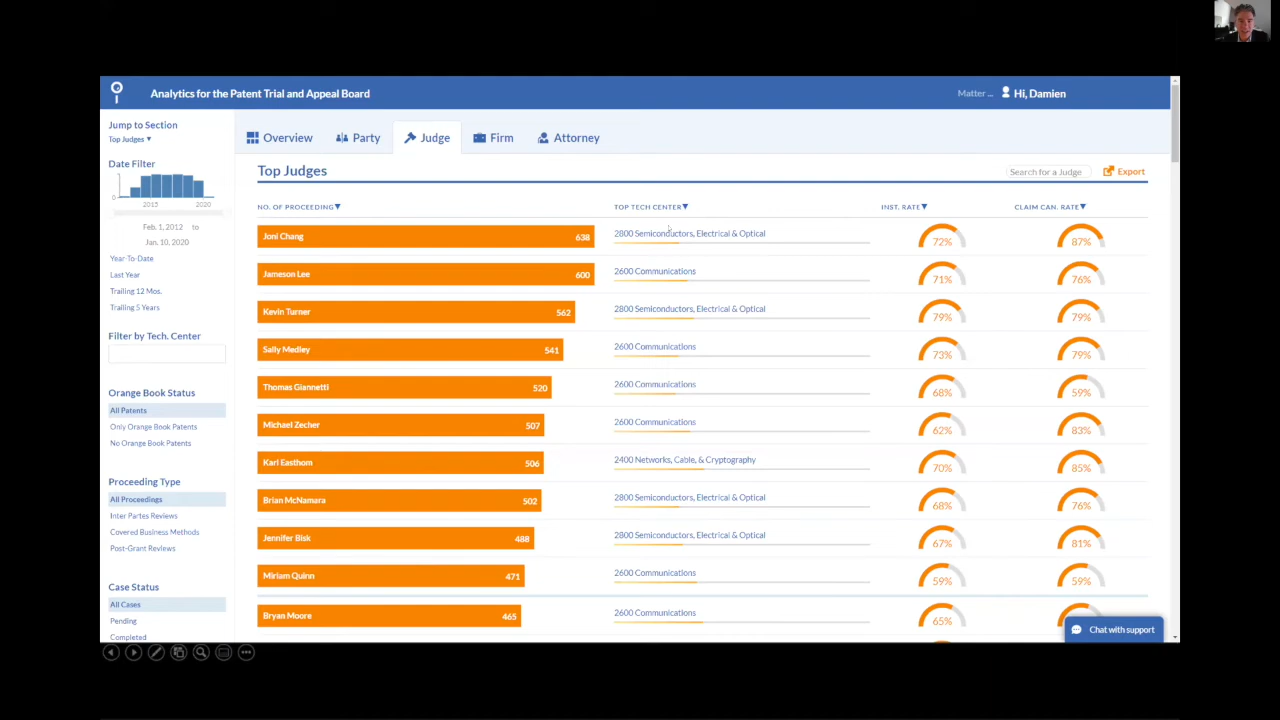 Analytics for the Patent Trial and Appeal Board
Matter ...
Hi, Damien
Jump to Section
Top Judges
Date Filter
0
2015 2020
Feb. 1, 2012 to
Jan. 10, 2020
Year-To-Date
Last Year
Trailing 12 Mos.
Trailing 5 Years
Filter by Tech. Center
Orange Book Status
All Patents
Only Orange Book Patents
No Orange Book Patents
Proceeding Type
All Proceedings
Inter Partes Reviews
Covered Business Methods
Post-Grant Reviews
Case Status
All Cases
Pending
Completed
Overview Party Judge Firm Attorney
Top Judges
Search for a Judge
Export
NO. OF PROCEEDING TOP TECH CENTER INST. RATE CLAIM CAN. RATE
Joni Chang 638 2800 Semiconductors, Electrical & Optical 72% 87%
Jameson Lee 600 2600 Communications 71% 76%
Kevin Turner 562 2800 Semiconductors, Electrical & Optical 79% 79%
Sally Medley 541 2600 Communications 73% 79%
Thomas Giannetti 520 2600 Communications 68% 59%
Michael Zecher 507 2600 Communications 62% 83%
Karl Easthom 506 2400 Networks, Cable, & Cryptography 70% 85%
Brian McNamara 502 2800 Semiconductors, Electrical & Optical 68% 76%
Jennifer Bisk 488 2800 Semiconductors, Electrical & Optical 67% 81%
Miriam Quinn 471 2600 Communications 59% 59%
Bryan Moore 465 2600 Communications 65%
Chat with support